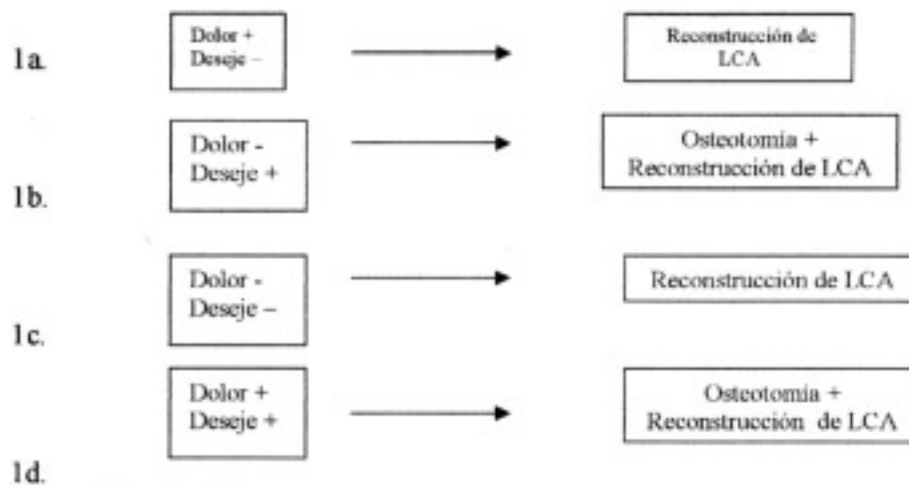 1a.
Dolor +
Deseje –
Reconstrucción de
LCA
1b.
Dolor -
Deseje +
Osteotomía +
Reconstrucción de LCA
1c.
Dolor -
Deseje –
Reconstrucción de LCA
1d.
Dolor +
Deseje +
Osteotomía +
Reconstrucción de LCA